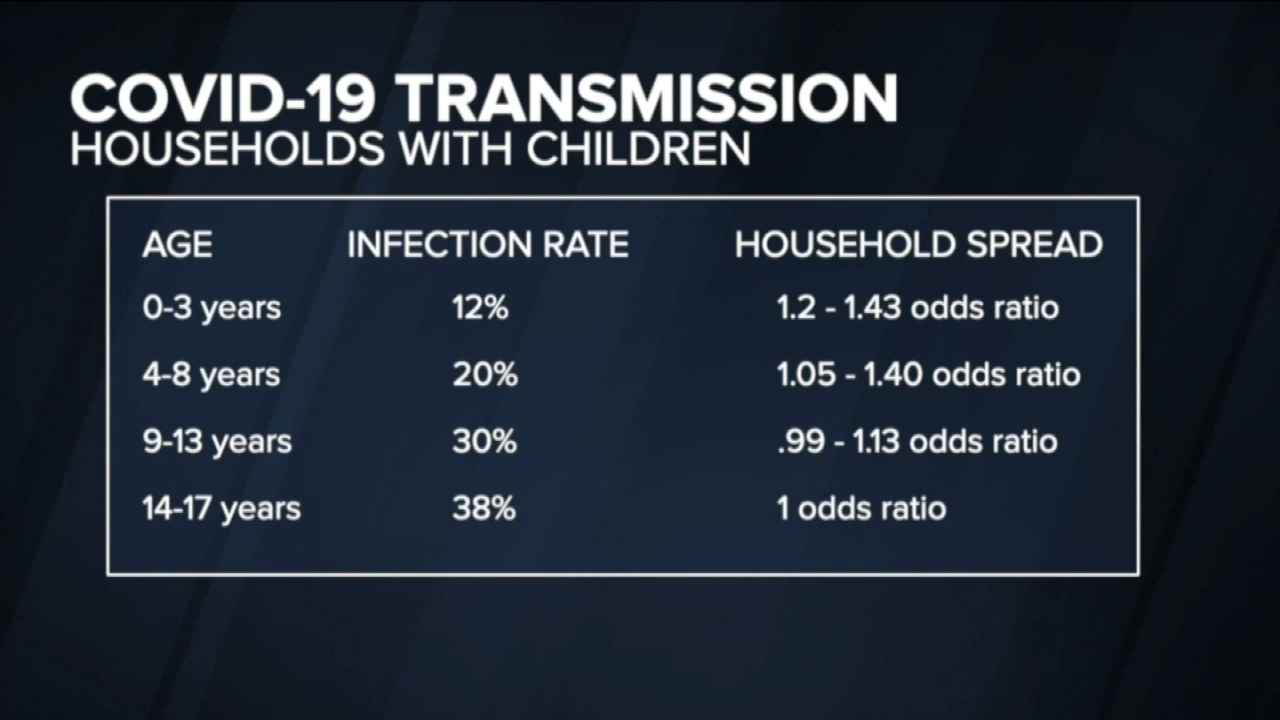 COVID-19 TRANSMISSION
HOUSEHOLDS WITH CHILDREN
AGE INFECTION RATE HOUSEHOLD SPREAD
0-3 years 12% 1.2 - 1.43 odds ratio
4-8 years 20% 1.05 - 1.40 odds ratio
9-13 years 30% .99 - 1.13 odds ratio
14-17 years 38% 1 odds ratio